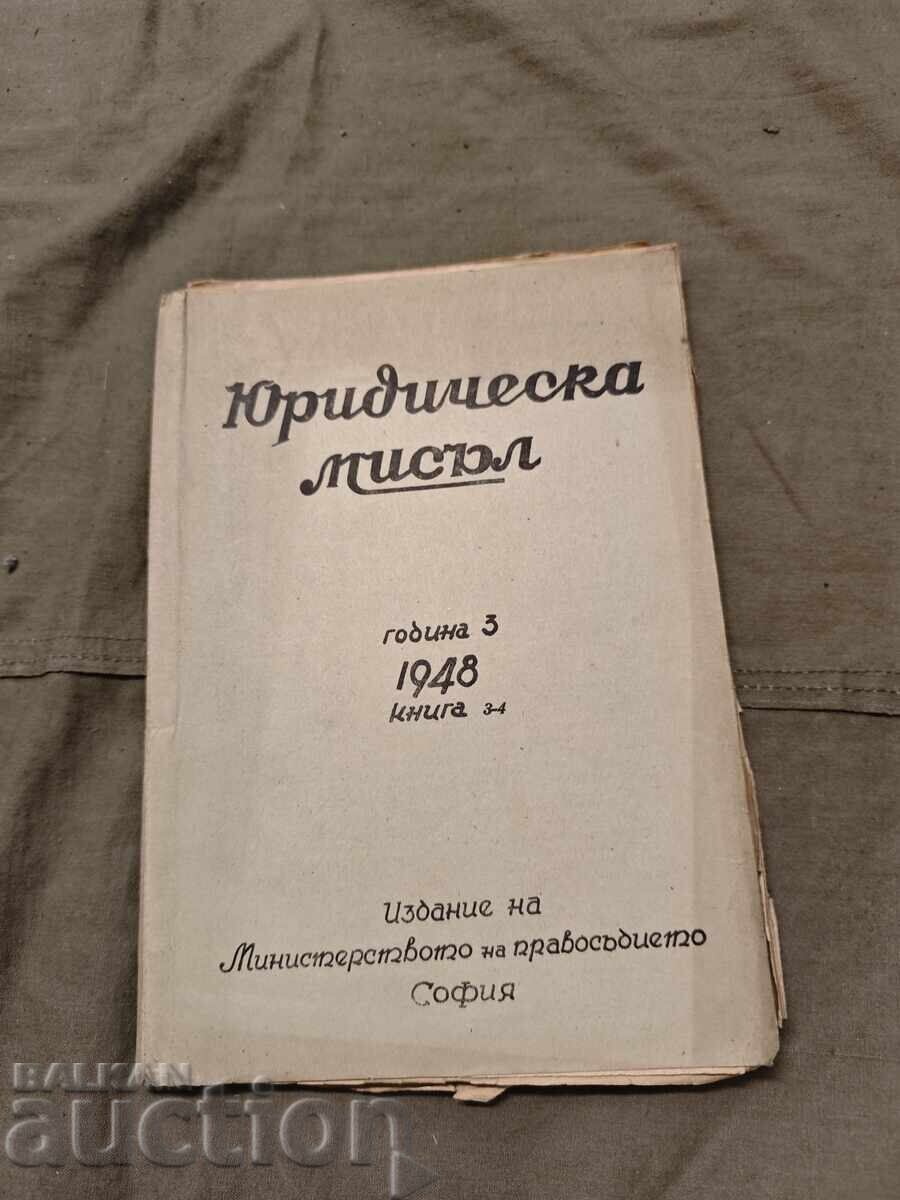 Юридическа
мисъл
година 3
1948
книга 3-4
Издание на
Министерството на правосъдието
София
BALKAN
auction